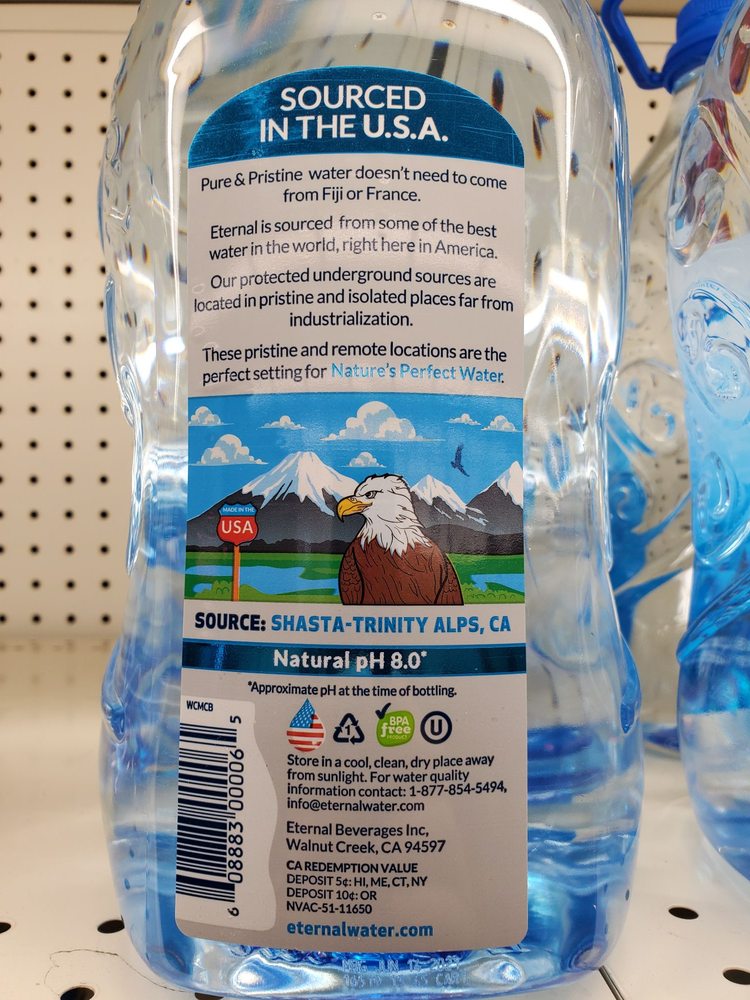 SOURCED
IN THE U.S.A.
Pure & Pristine water doesn't need to come
from Fiji or France.
Eternal is sourced from some of the best
water in the world, right here in America.
Our protected underground sources are
located in pristine and isolated places far from
industrialization.
These pristine and remote locations are the
perfect setting for Nature's Perfect Water.
MADE IN THE
USA
SOURCE: SHASTA-TRINITY ALPS, CA
Natural pH 8.0*
*Approximate pH at the time of bottling.
WCMCB
1
BPA
free
PRODUCT
U
Store in a cool, clean, dry place away
from sunlight. For water quality
information contact: 1-877-854-5494,
info@eternalwater.com
Eternal Beverages Inc,
Walnut Creek, CA 94597
CA REDEMPTION VALUE
DEPOSIT 5¢: HI, ME, CT, NY
DEPOSIT 10¢: OR
NVAC-51-11650
eternalwater.com
6 08883 00006 5